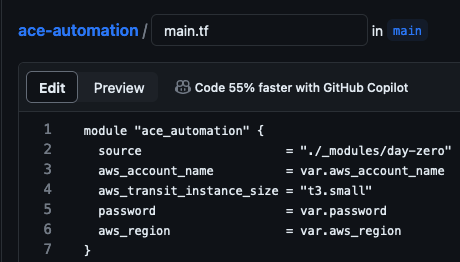 ace-automation / main.tf in main
Edit Preview Code 55% faster with GitHub Copilot
1 module "ace_automation" {
2 source = "./_modules/day-zero"
3 aws_account_name = var.aws_account_name
4 aws_transit_instance_size = "t3.small"
5 password = var.password
6 aws_region = var.aws_region
7 }